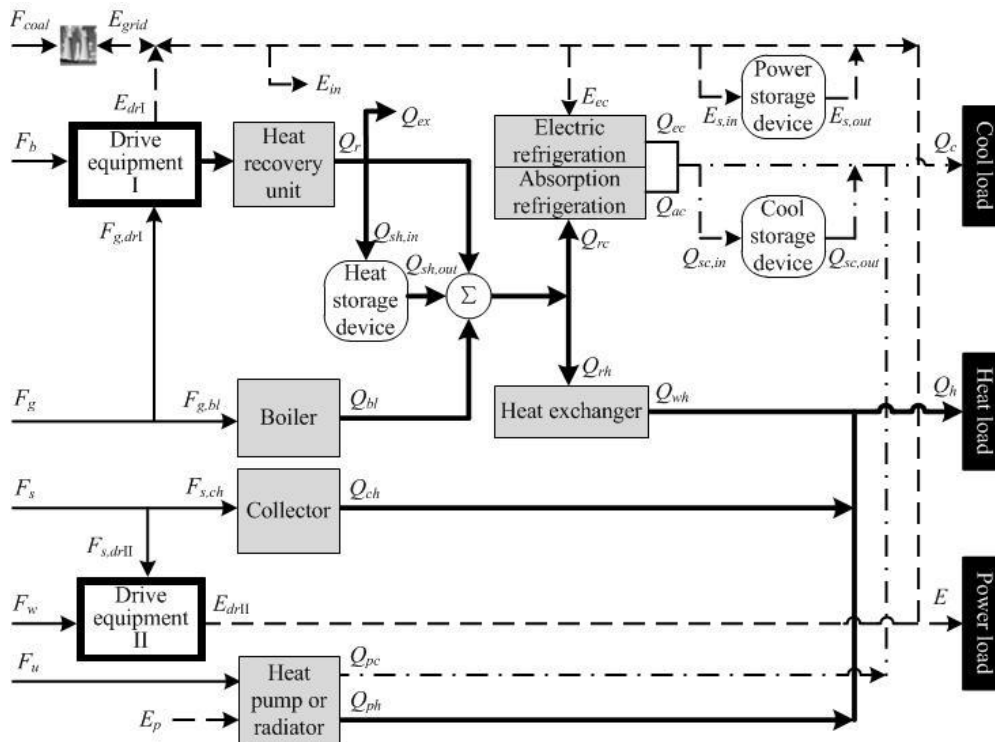 F_coal
E_grid
E_drI
E_in
E_ec
Power
storage
device
E_s,in
E_s,out
F_b
Drive
equipment
I
Heat
recovery
unit
Q_r
Q_ex
Electric
refrigeration
Absorption
refrigeration
Q_ec
Q_ac
Q_c
Cool load
F_g,drI
Q_sh,in
Heat
storage
device
Q_sh,out
Σ
Q_rc
Q_sc,in
Cool
storage
device
Q_sc,out
F_g
F_g,bl
Boiler
Q_bl
Q_rh
Heat exchanger
Q_wh
Q_h
Heat load
F_s
F_s,ch
Collector
Q_ch
F_s,drII
F_w
Drive
equipment
II
E_drII
E
Power load
F_u
Heat
pump or
radiator
Q_pc
E_p
Q_ph